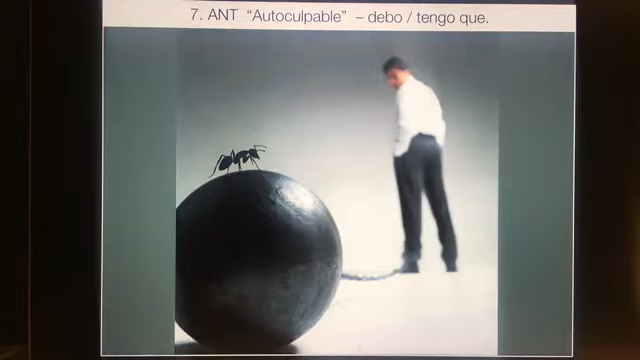 7. ANT “Autoculpable” – debo / tengo que.